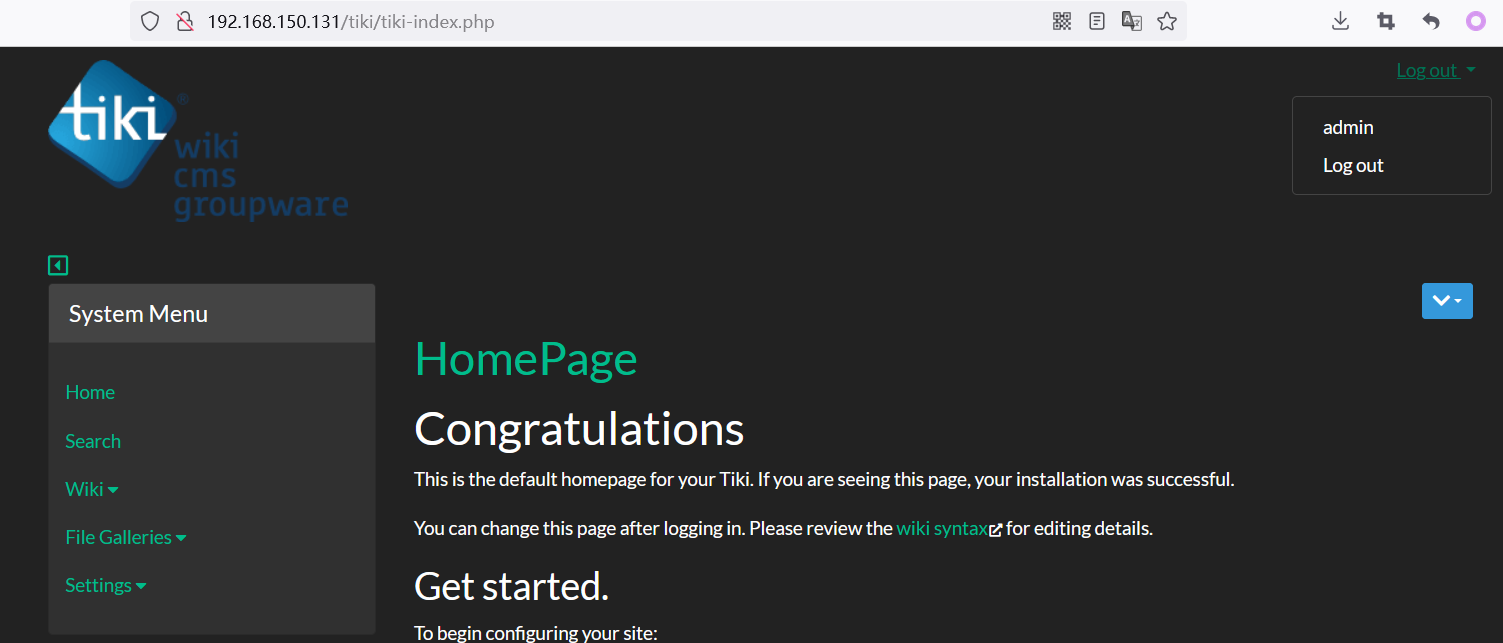 192.168.150.131/tiki/tiki-index.php
Log out
admin
Log out
tiki®
wiki
cms
groupware
System Menu
Home
Search
Wiki
File Galleries
Settings
HomePage
Congratulations
This is the default homepage for your Tiki. If you are seeing this page, your installation was successful.
You can change this page after logging in. Please review the wiki syntax for editing details.
Get started.
To begin configuring your site: